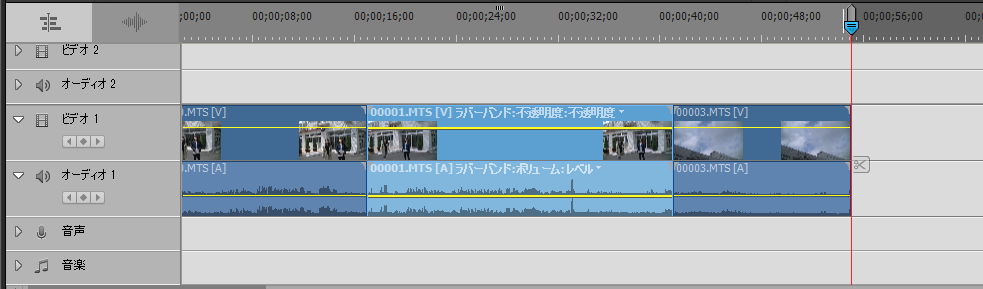 ;00;00 00;00;08;00 00;00;16;00 00;00;24;00 00;00;32;00 00;00;40;00 00;00;48;00 00;00;56;00 00;0
ビデオ 2
オーディオ 2
ビデオ 1
).MTS [V] 00001.MTS [V] ラバーバンド:不透明度:不透明度 00003.MTS [V]
オーディオ 1
).MTS [A] 00001.MTS [A] ラバーバンド:ボリューム:レベル 00003.MTS [A]
音声
音楽